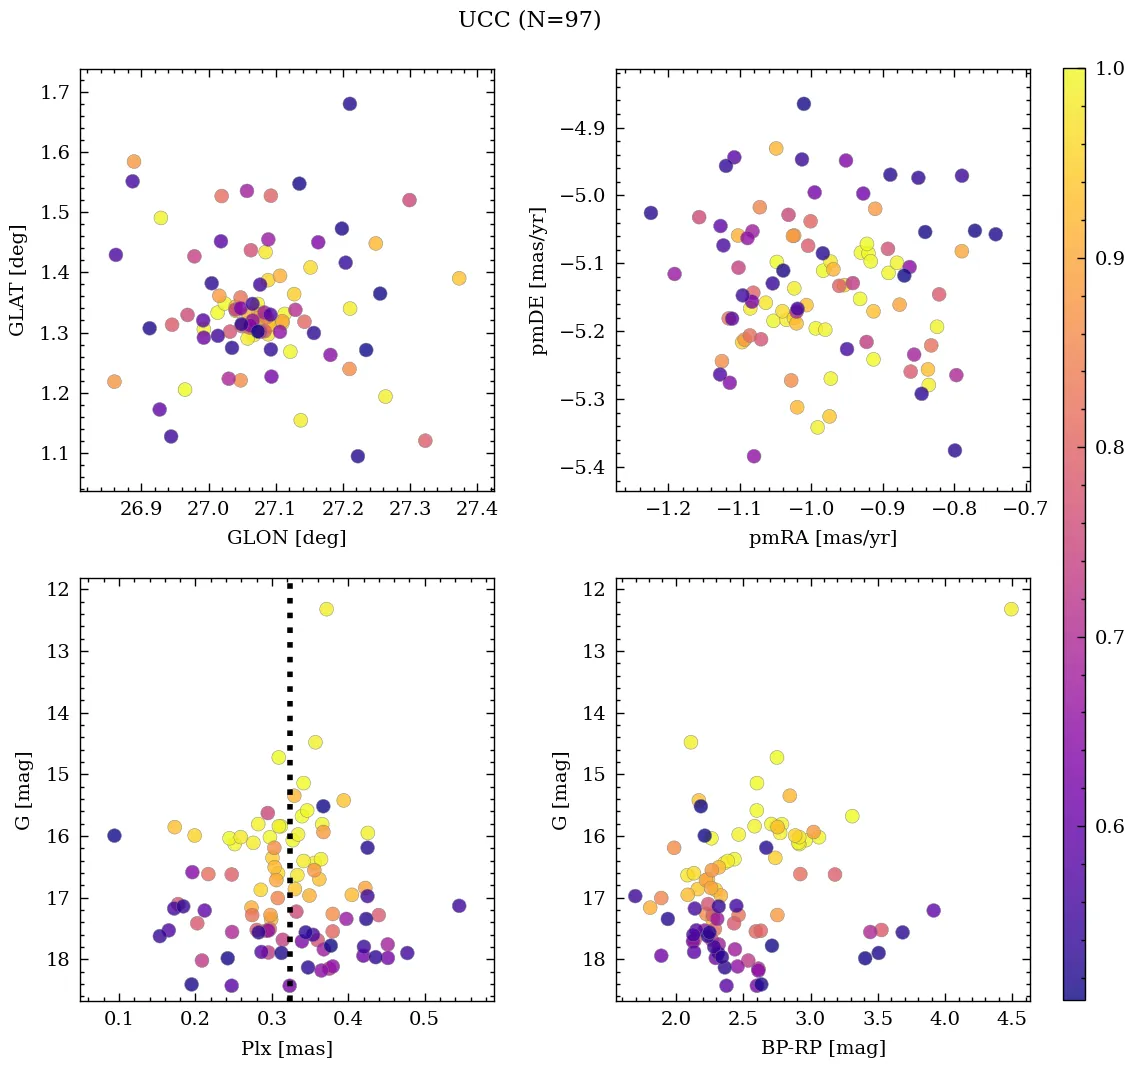 UCC (N=97)
1.7
1.6
1.5
1.4
1.3
1.2
1.1
GLAT [deg]
26.9 27.0 27.1 27.2 27.3 27.4
GLON [deg]
−4.9
−5.0
−5.1
−5.2
−5.3
−5.4
pmDE [mas/yr]
−1.2 −1.1 −1.0 −0.9 −0.8 −0.7
pmRA [mas/yr]
1.0
0.9
0.8
0.7
0.6
12
13
14
15
16
17
18
G [mag]
0.1 0.2 0.3 0.4 0.5
Plx [mas]
12
13
14
15
16
17
18
G [mag]
2.0 2.5 3.0 3.5 4.0 4.5
BP-RP [mag]